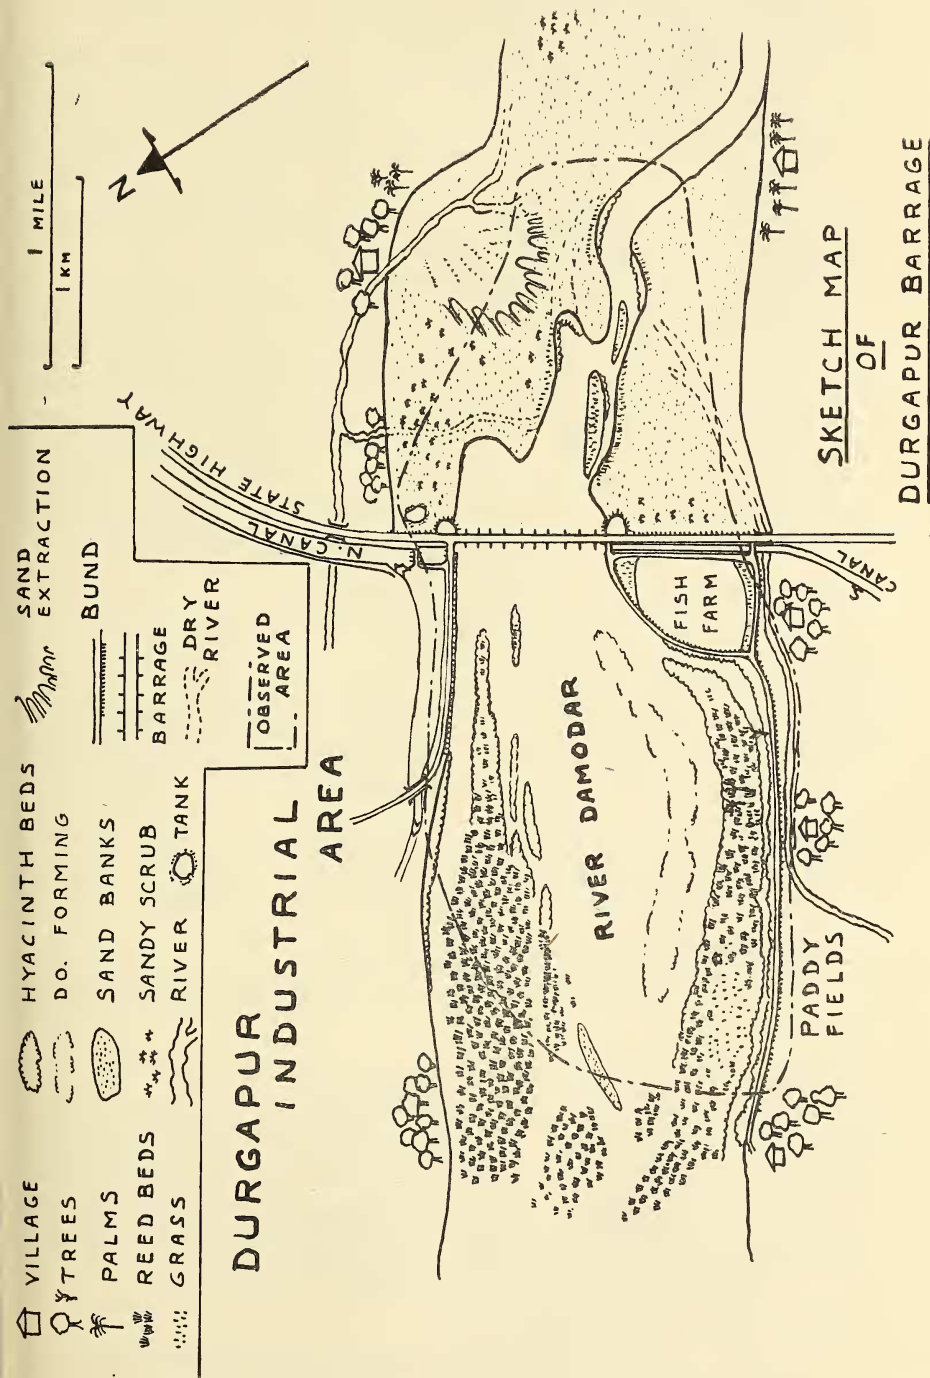 VILLAGE
TREES
PALMS
REED BEDS
GRASS
HYACINTH BEDS
DO. FORMING
SAND BANKS
SANDY SCRUB
RIVER
TANK
SAND
EXTRACTION
BUND
BARRAGE
DRY
RIVER
OBSERVED
AREA
1 MILE
1 KM
N
DURGAPUR
INDUSTRIAL
AREA
STATE HIGHWAY
N. CANAL
RIVER DAMODAR
FISH
FARM
S CANAL
PADDY
FIELDS
SKETCH MAP
OF
DURGAPUR BARRAGE